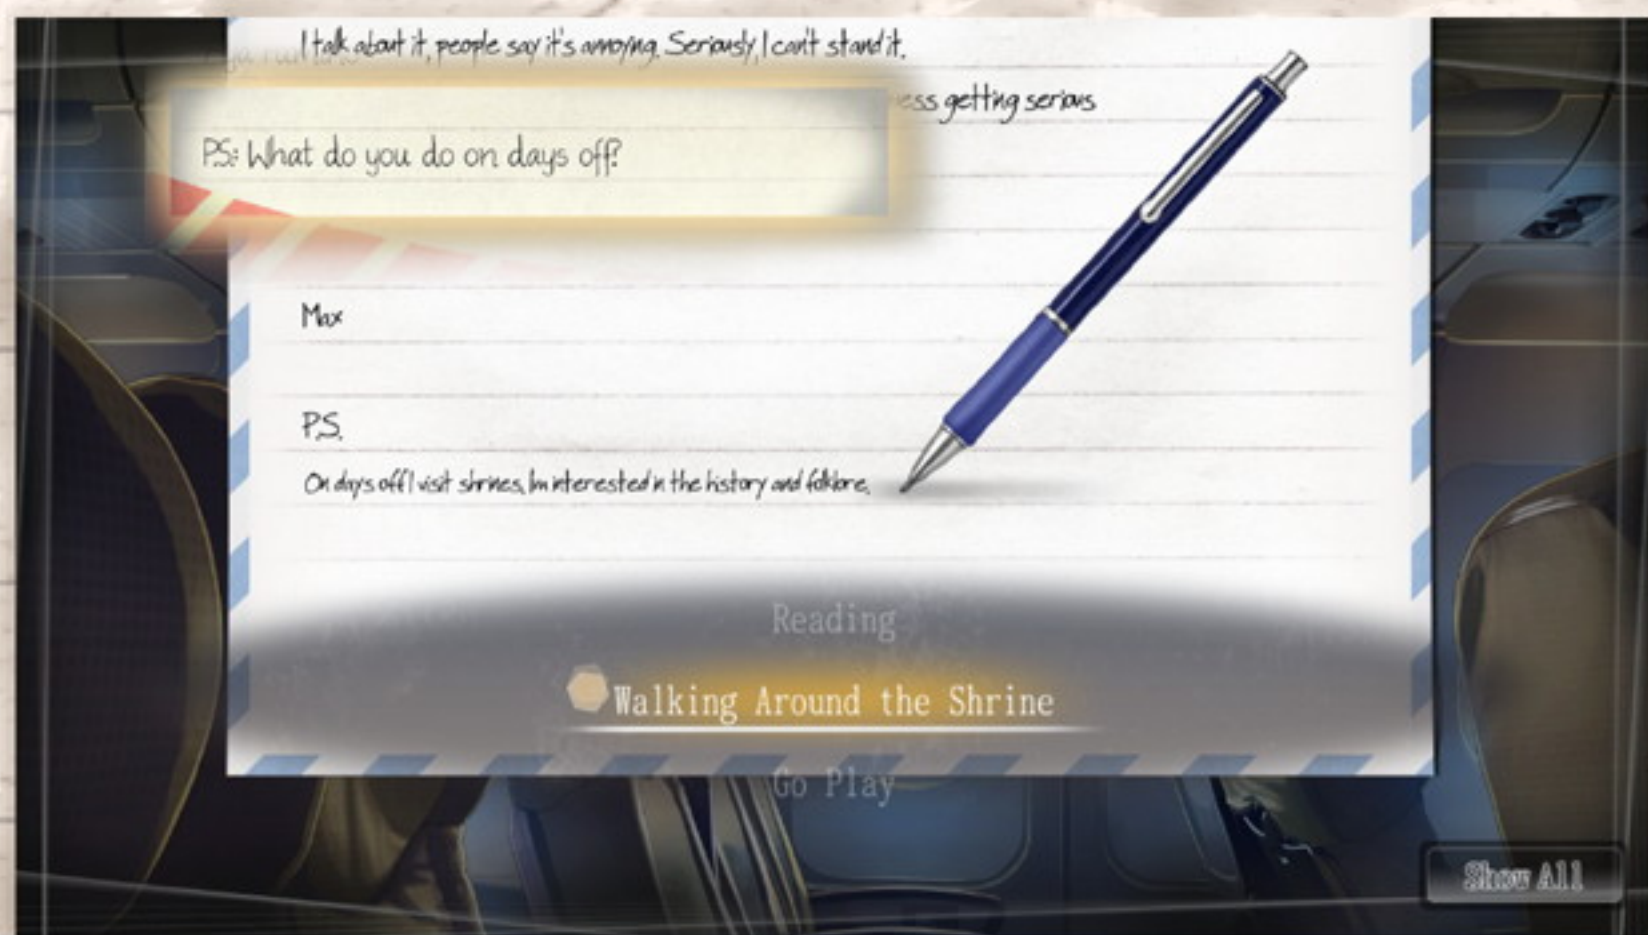 I talk about it, people say it's annoying. Seriously, I can't stand it.
getting serious
P.S.: What do you do on days off?
Max
P.S.
On days off I visit shrines, Im interested in the history and folklore.
Reading
Walking Around the Shrine
Go Play
Show All